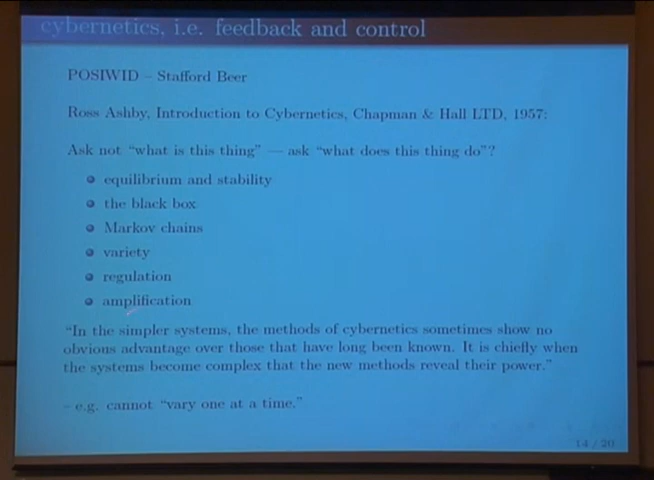 cybernetics, i.e. feedback and control
POSIWID – Stafford Beer
Ross Ashby, Introduction to Cybernetics, Chapman & Hall LTD, 1957:
Ask not “what is this thing” — ask “what does this thing do”?
equilibrium and stability
the black box
Markov chains
variety
regulation
amplification
“In the simpler systems, the methods of cybernetics sometimes show no
obvious advantage over those that have long been known. It is chiefly when
the systems become complex that the new methods reveal their power.”
– e.g. cannot “vary one at a time.”
14 / 20